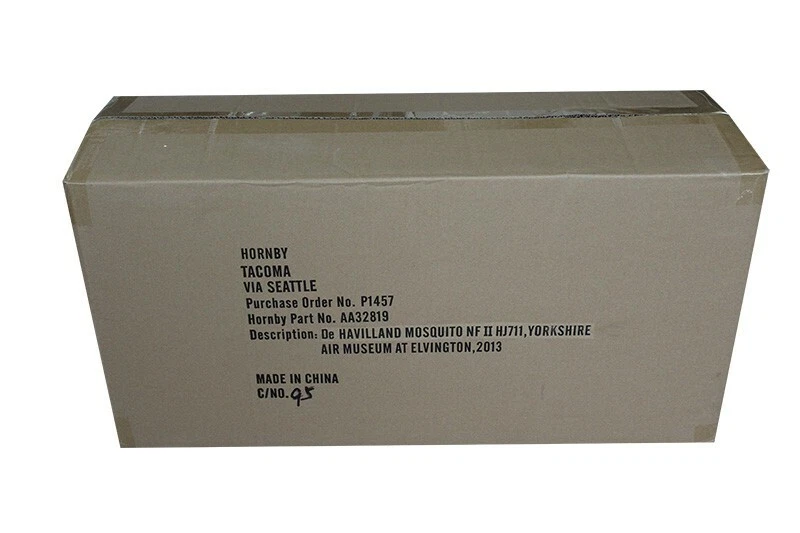 HORNBY
TACOMA
VIA SEATTLE
Purchase Order No. P1457
Hornby Part No. AA32819
Description: De HAVILLAND MOSQUITO NF II HJ711,YORKSHIRE
AIR MUSEUM AT ELVINGTON,2013
MADE IN CHINA
C/NO. 95